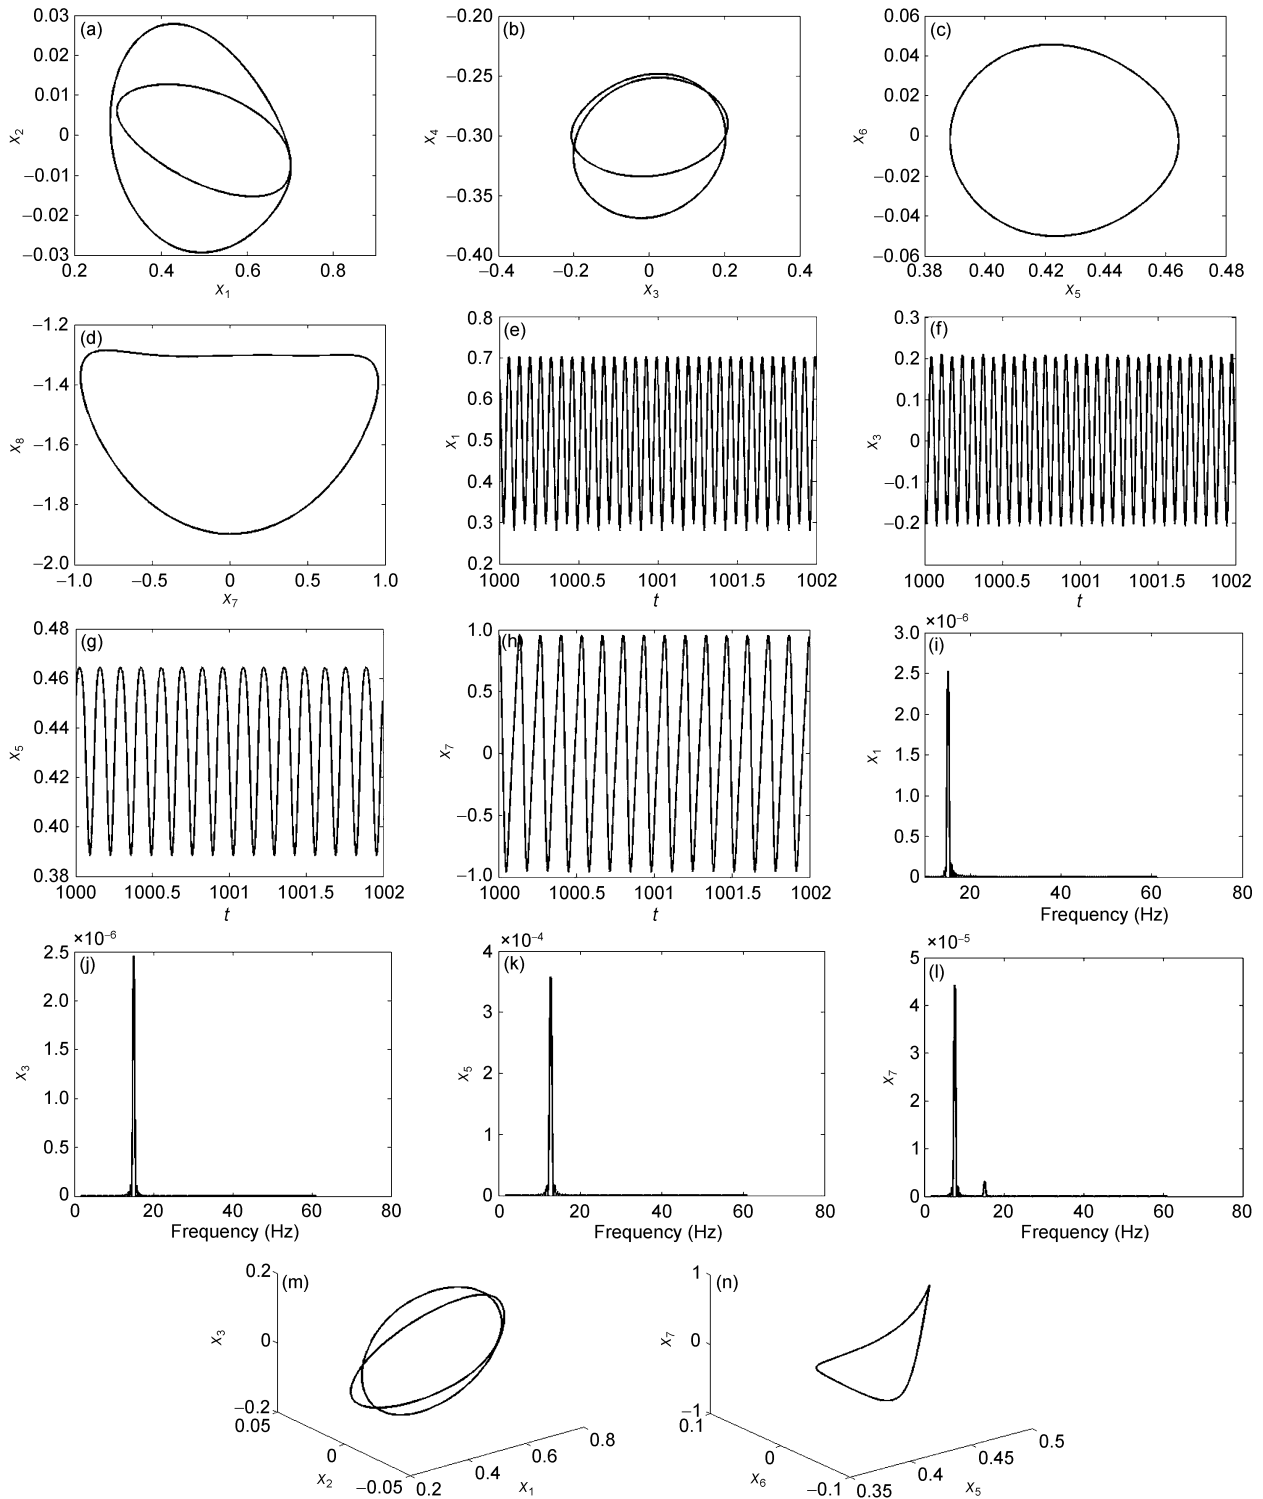 (a)
0.03
0.02
0.01
0
−0.01
−0.02
−0.03
x2
0.2 0.4 0.6 0.8
x1
(b)
−0.20
−0.25
−0.30
−0.35
−0.40
x4
−0.4 −0.2 0 0.2 0.4
x3
(c)
0.06
0.04
0.02
0
−0.02
−0.04
−0.06
x6
0.38 0.40 0.42 0.44 0.46 0.48
x5
(d)
−1.2
−1.4
−1.6
−1.8
−2.0
x8
−1.0 −0.5 0 0.5 1.0
x7
(e)
0.8
0.7
0.6
0.5
0.4
0.3
0.2
x1
1000 1000.5 1001 1001.5 1002
t
(f)
0.3
0.2
0.1
0
−0.1
−0.2
x3
1000 1000.5 1001 1001.5 1002
t
(g)
0.48
0.46
0.44
0.42
0.40
0.38
x5
1000 1000.5 1001 1001.5 1002
t
(h)
1.0
0.5
0
−0.5
−1.0
x7
1000 1000.5 1001 1001.5 1002
t
×10−6
(i)
3.0
2.5
2.0
1.5
1.0
0.5
0
x1
20 40 60 80
Frequency (Hz)
×10−6
(j)
2.5
2.0
1.5
1.0
0.5
0
x3
0 20 40 60 80
Frequency (Hz)
×10−4
(k)
4
3
2
1
0
x5
0 20 40 60 80
Frequency (Hz)
×10−5
(l)
5
4
3
2
1
0
x7
0 20 40 60 80
Frequency (Hz)
(m)
0.2
0
−0.2
x3
0.05
0
−0.05
x2
0.2 0.4 0.6 0.8
x1
(n)
1
0
−1
x7
0.1
0
−0.1
x6
0.35 0.4 0.45 0.5
x5